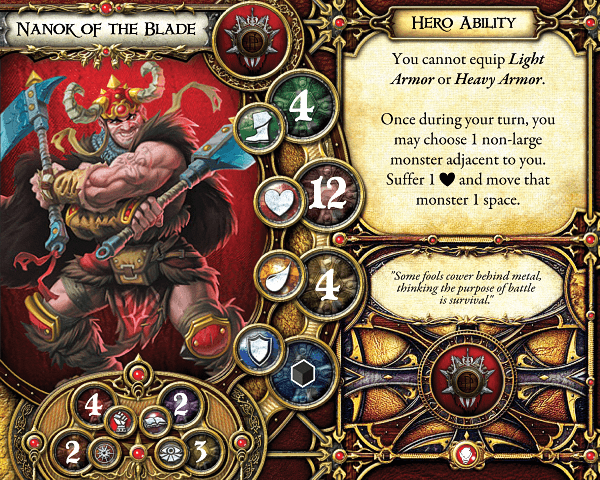 Nanok of the Blade
4
12
4
4
2
2
3
Hero Ability
You cannot equip Light
Armor or Heavy Armor.
Once during your turn, you
may choose 1 non-large
monster adjacent to you.
Suffer 1 ♥ and move that
monster 1 space.
"Some fools cower behind metal,
thinking the purpose of battle
is survival."